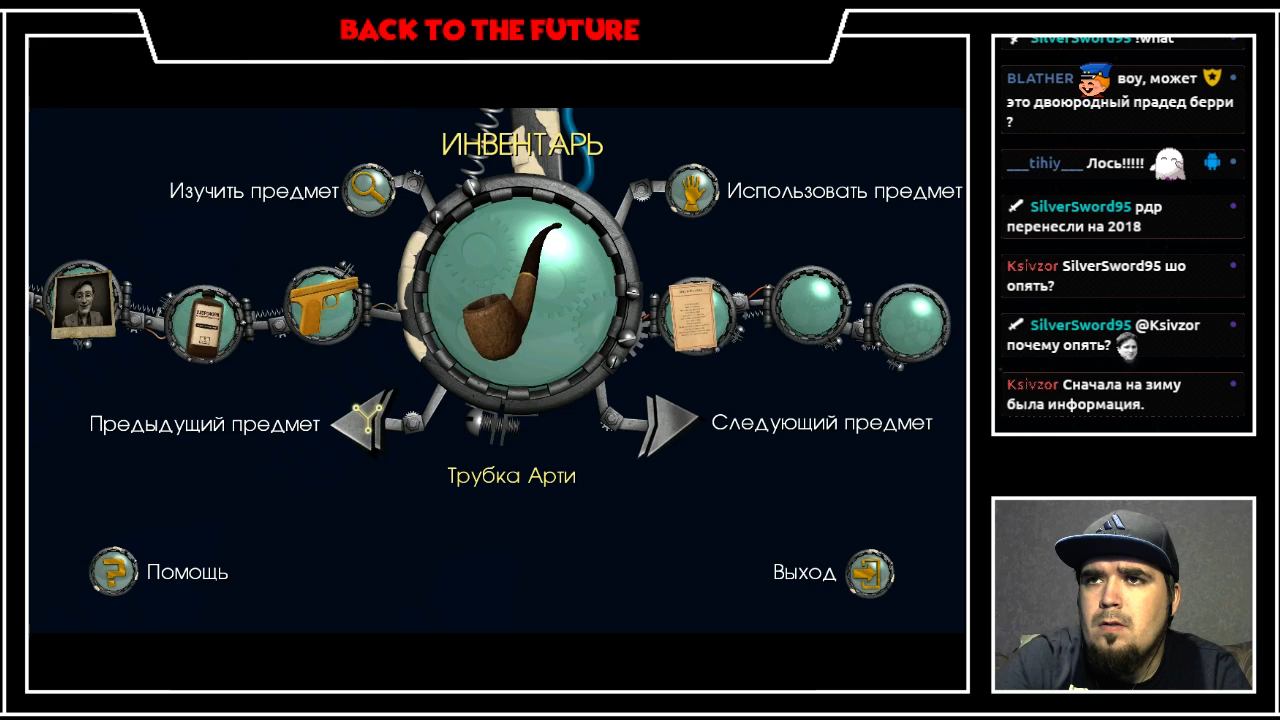 BACK TO THE FUTURE
ИНВЕНТАРЬ
Изучить предмет
Использовать предмет
Предыдущий предмет
Следующий предмет
Трубка Арти
Помощь
Выход
SilverSword95 !what
BLATHER воу, может
это двоюродный прадед берри
?
___tihiy___ Лось!!!!!
SilverSword95 рдр
перенесли на 2018
Ksivzor SilverSword95 шо
опять?
SilverSword95 @Ksivzor
почему опять?
Ksivzor Сначала на зиму
была информация.